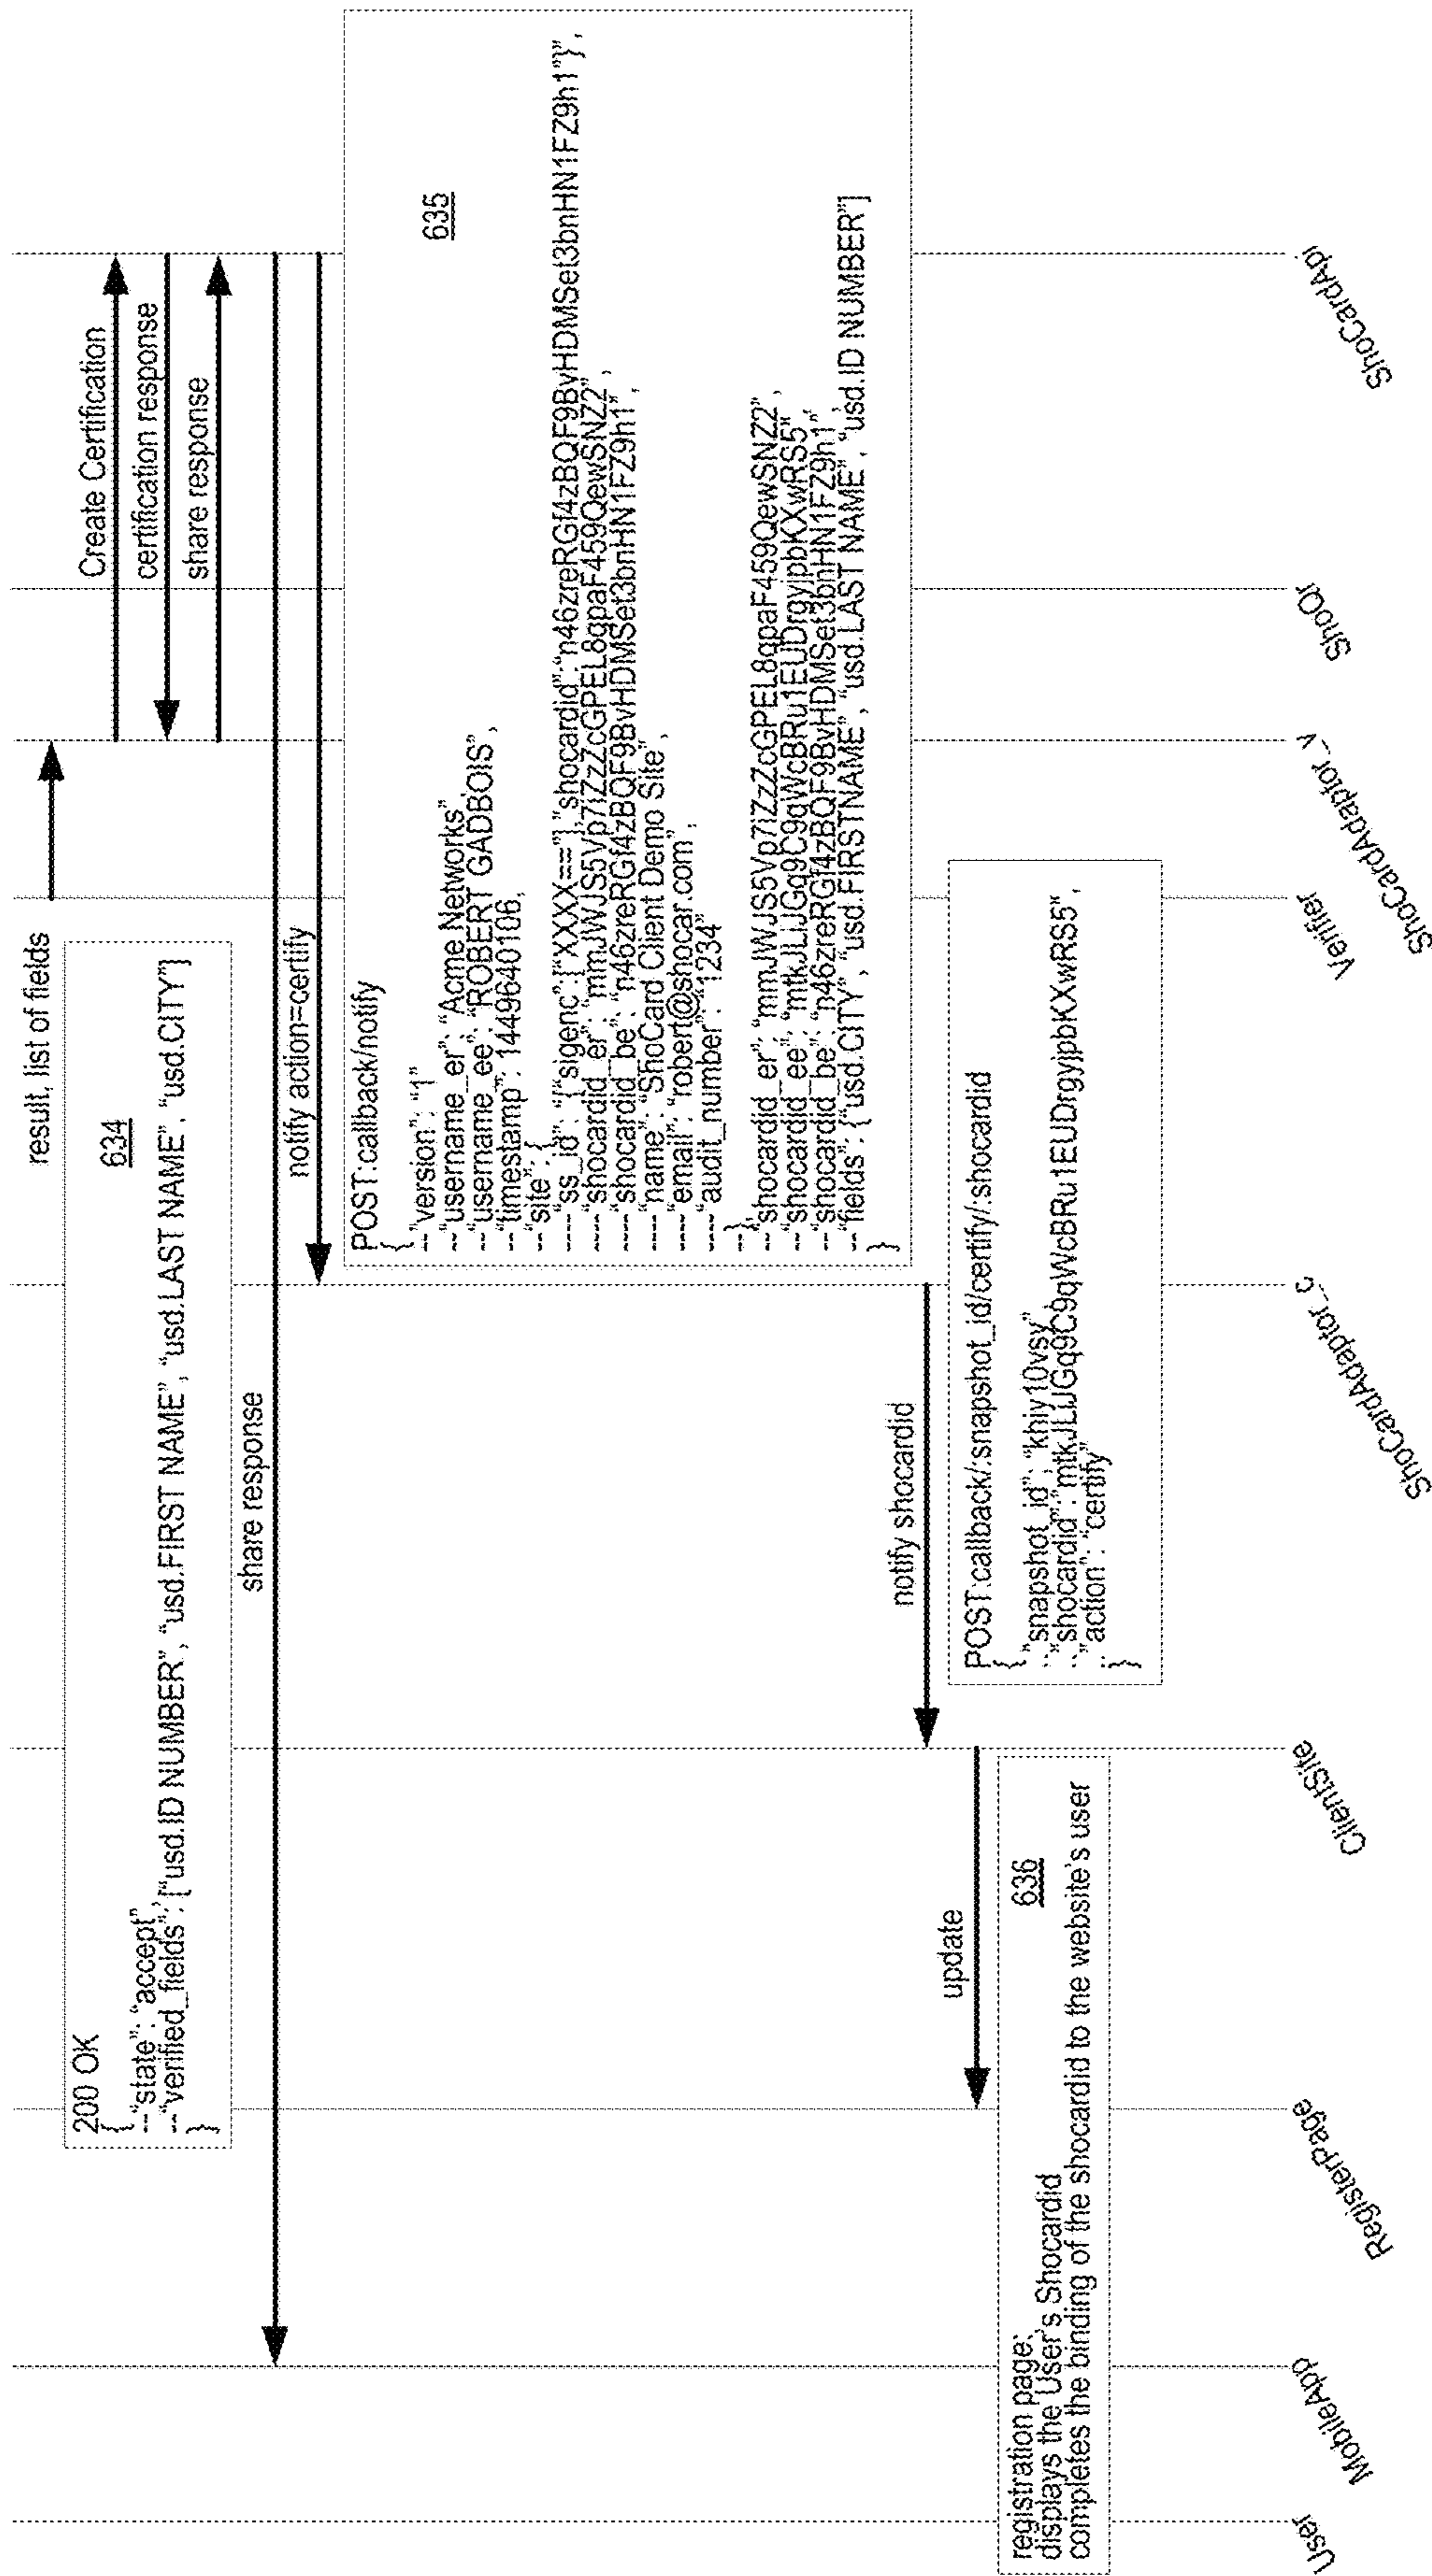 result, list of fields
200 OK
{
--"state": "accept",
--"verified_fields": ["usd.ID NUMBER", "usd.FIRST NAME", "usd.LAST NAME", "usd.CITY"]
}
634
Create Certification
certification response
share response
share response
notify action=certify
POST:callback/notify
{
--"version": "1"
--"username_er": "Acme Networks"
--"username_ee": "ROBERT GADBOIS",
--"timestamp": 1449640106,
--"site": {
----"ss_id": "{"sigenc":["XXXX=="],"shocardid":"n46zreRGf4zBQF9BvHDMSet3bnHN1FZ9h1"}",
----"shocardid_er": "mmJWJS5Vp7iZzZcGPEL8qpaF459QewSNZ2",
----"shocardid_be": "n46zreRGf4zBQF9BvHDMSet3bnHN1FZ9h1",
----"name": "ShoCard Client Demo Site",
----"email": "robert@shocar.com",
----"audit_number": "1234"
--},
--"shocardid_er": "mmJWJS5Vp7iZzZcGPEL8qpaF459QewSNZ2",
--"shocardid_ee": "mtkJLiJGq9C9qWcBRu1EUDrgyjpbKXwRS5"
--"shocardid_be": "n46zreRGf4zBQF9BvHDMSet3bnHN1FZ9h1",
--"fields": {"usd.CITY", "usd.FIRSTNAME", "usd.LAST NAME", "usd.ID NUMBER"]
}
635
notify shocardid
POST:callback/:snapshot_id/certify/:shocardid
{
--"snapshot_id": "khiy10vsy"
--"shocardid":"mtkJLiJGq9C9qWcBRu1EUDrgyjpbKXwRS5",
--"action": "certify"
}
update
636
registration page:
displays the User's Shocardid
completes the binding of the shocardid to the website's user
User
MobileApp
RegisterPage
ClientSite
ShoCardAdaptor_c
Verifier
ShoCardAdaptor_v
ShoQr
ShoCardApi